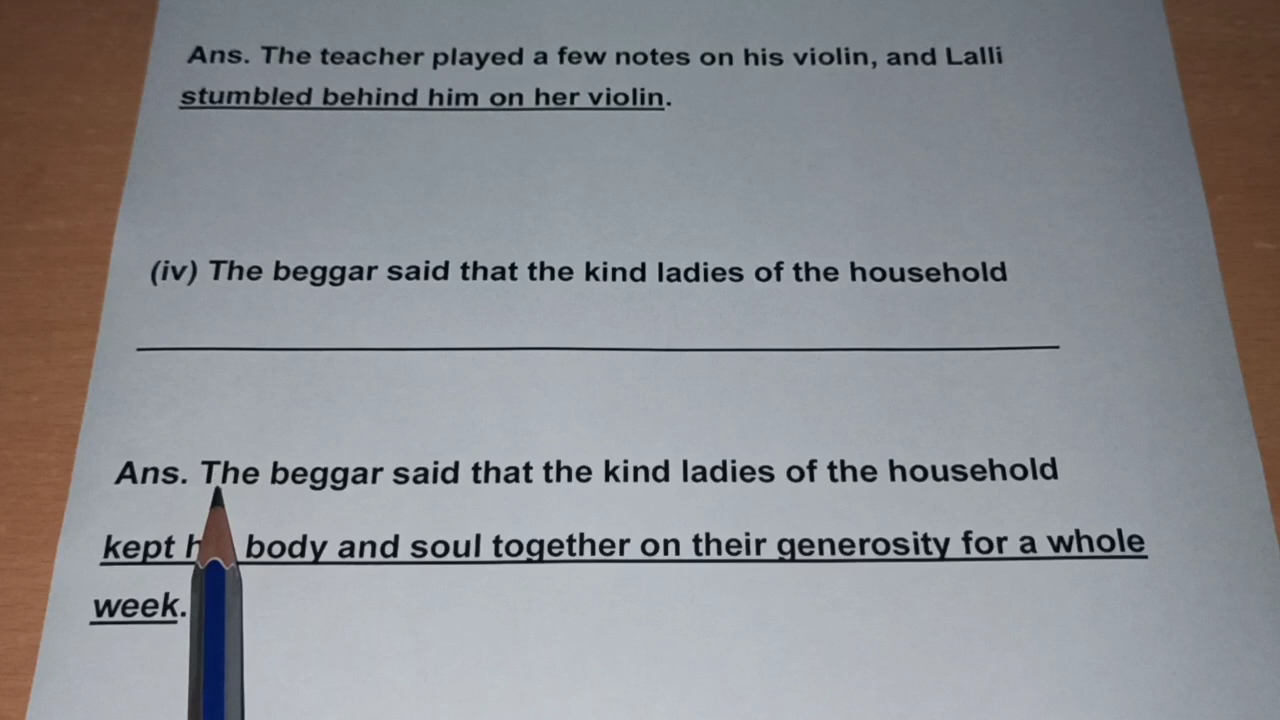 Ans. The teacher played a few notes on his violin, and Lalli
stumbled behind him on her violin.
(iv) The beggar said that the kind ladies of the household
Ans. The beggar said that the kind ladies of the household
kept body and soul together on their generosity for a whole
week.